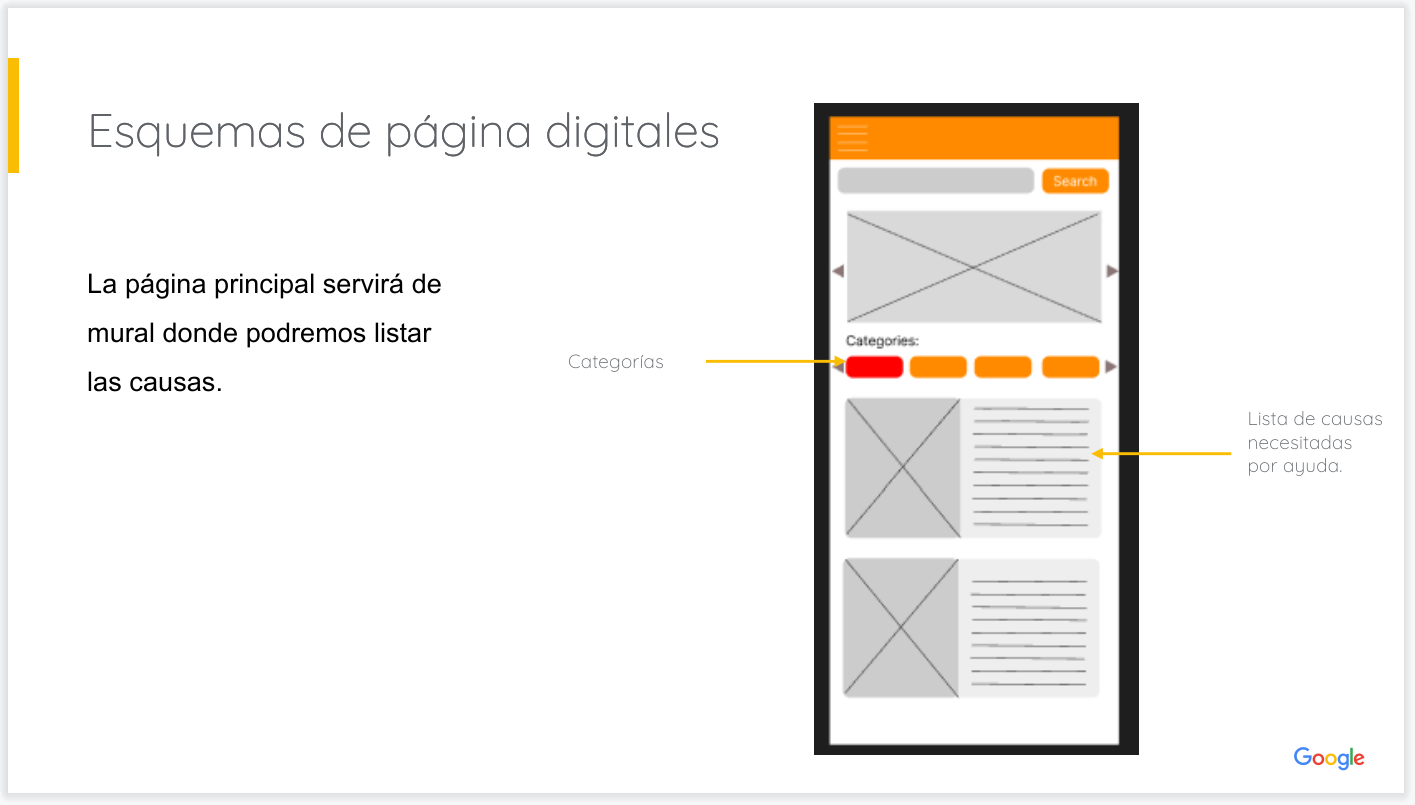 Esquemas de página digitales
La página principal servirá de
mural donde podremos listar
las causas.
Categorías
Search
Categories:
Lista de causas
necesitadas
por ayuda.
Google